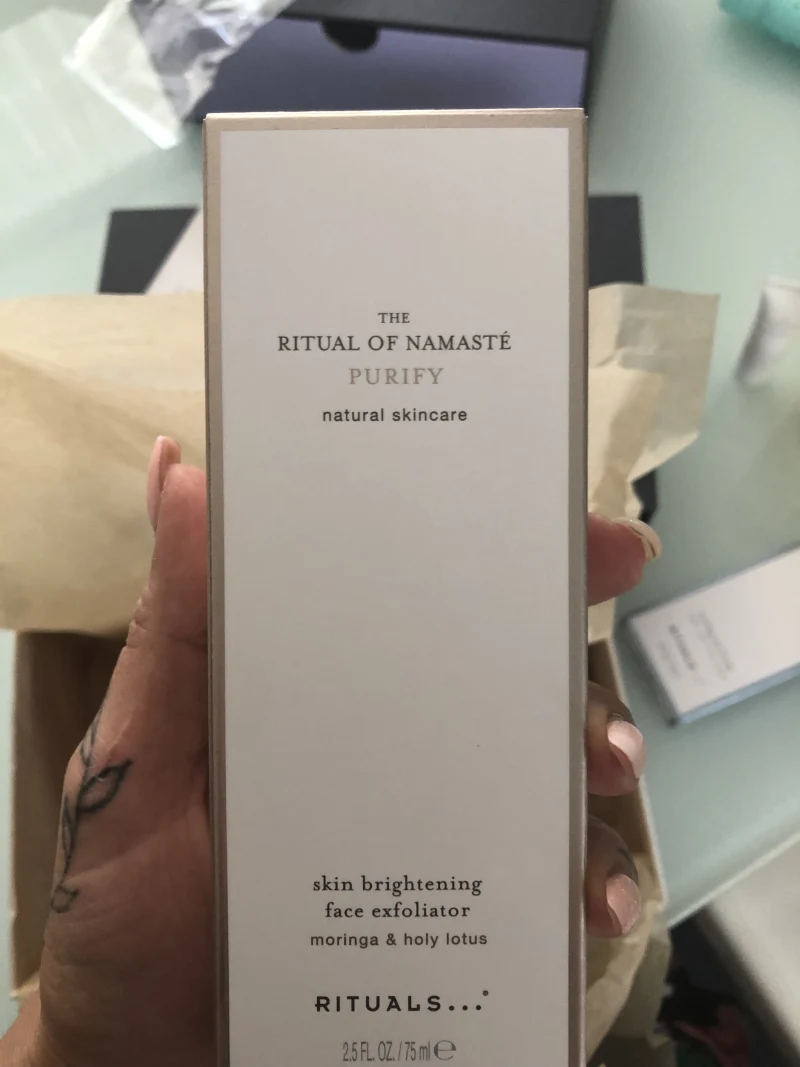 THE
RITUAL OF NAMASTÉ
PURIFY
natural skincare
skin brightening
face exfoliator
moringa & holy lotus
RITUALS...
2.5 FL. OZ. / 75 ml ℮